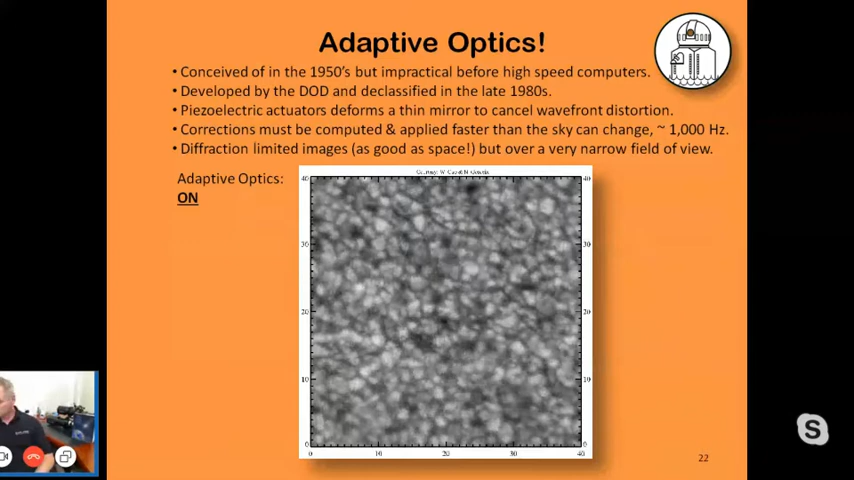 Adaptive Optics!
• Conceived of in the 1950's but impractical before high speed computers.
• Developed by the DOD and declassified in the late 1980s.
• Piezoelectric actuators deforms a thin mirror to cancel wavefront distortion.
• Corrections must be computed & applied faster than the sky can change, ~ 1,000 Hz.
• Diffraction limited images (as good as space!) but over a very narrow field of view.
Adaptive Optics:
ON
40 40
30 30
20 20
10 10
0 0
0 10 20 30 40
S
22